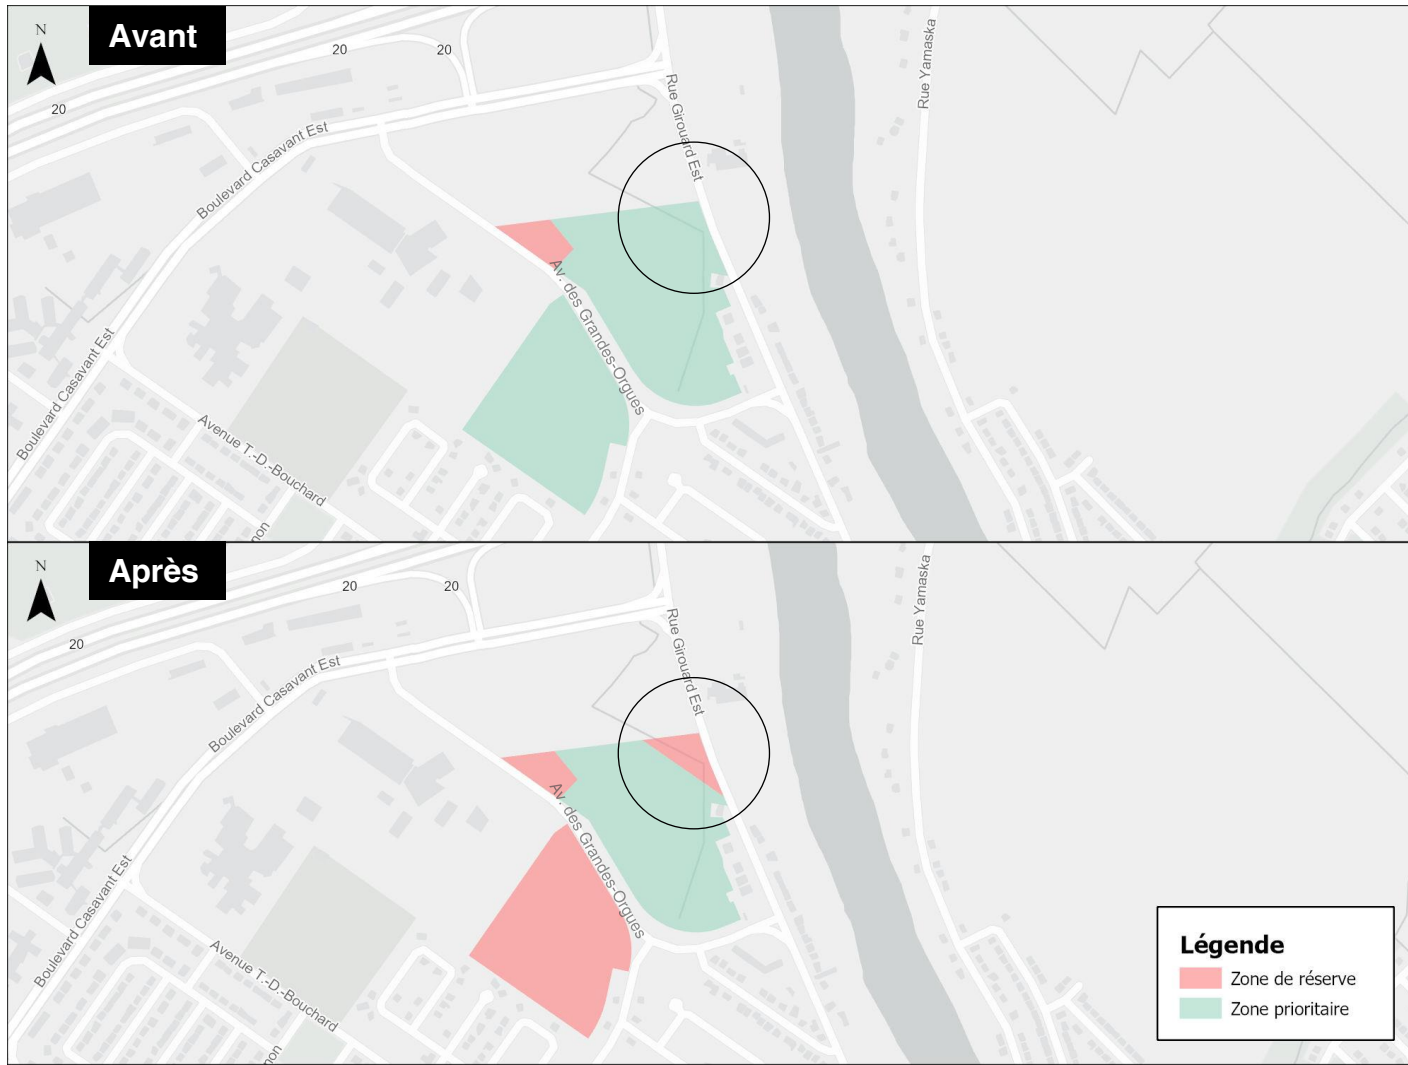 Avant
N
20
20
20
Rue Girouard Est
Rue Yamaska
Boulevard Casavant Est
Av. des Grandes-Orgues
Boulevard Casavant Est
Avenue T.-D.-Bouchard
non
Après
N
20
20
20
Rue Girouard Est
Rue Yamaska
Boulevard Casavant Est
Av. des Grandes-Orgues
Boulevard Casavant Est
Avenue T.-D.-Bouchard
non
Légende
Zone de réserve
Zone prioritaire